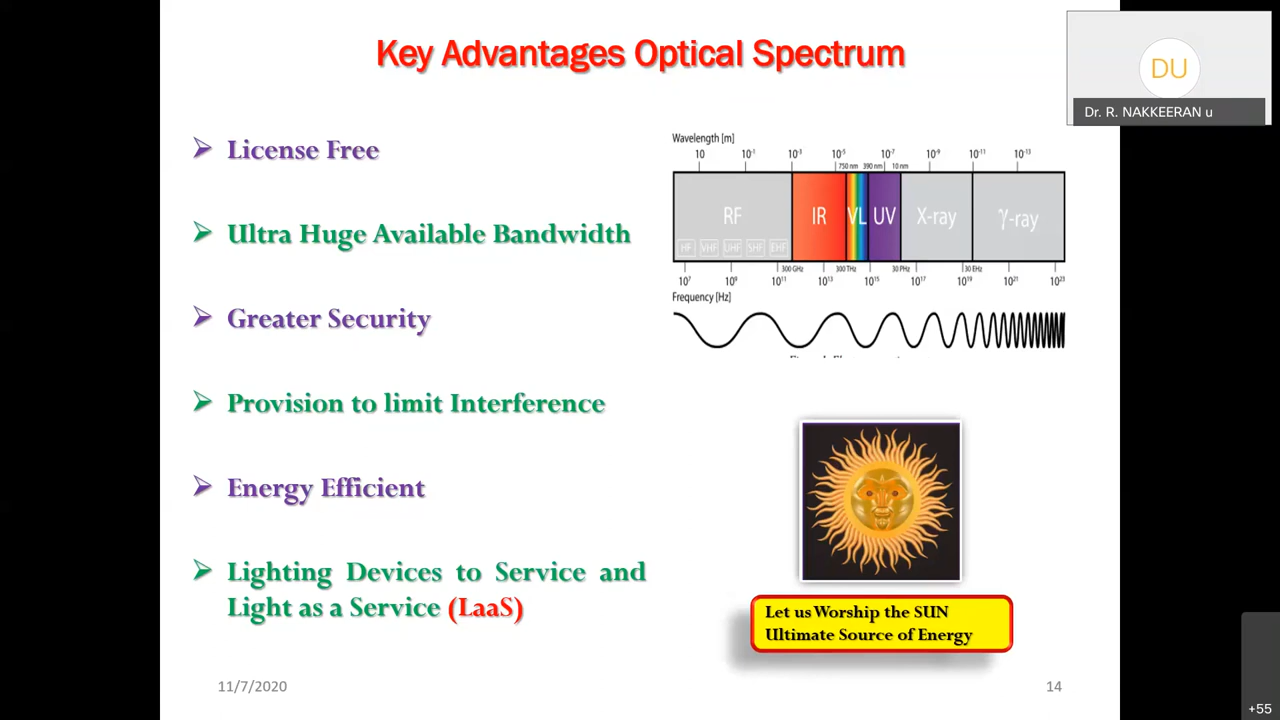 Key Advantages Optical Spectrum
DU
Dr. R. NAKKEERAN u
License Free
Ultra Huge Available Bandwidth
Greater Security
Provision to limit Interference
Energy Efficient
Lighting Devices to Service and
Light as a Service (LaaS)
Wavelength [m]
10 10⁻¹ 10⁻³ 10⁻⁵ 10⁻⁷ 10⁻⁹ 10⁻¹¹ 10⁻¹³
750 nm 390 nm 10 nm
RF IR VL UV X-ray γ-ray
HF VHF UHF SHF EHF
300 GHz 300 THz 30 PHz 30 EHz
10⁷ 10⁹ 10¹¹ 10¹³ 10¹⁵ 10¹⁷ 10¹⁹ 10²¹ 10²³
Frequency [Hz]
Let us Worship the SUN
Ultimate Source of Energy
11/7/2020
14
+55